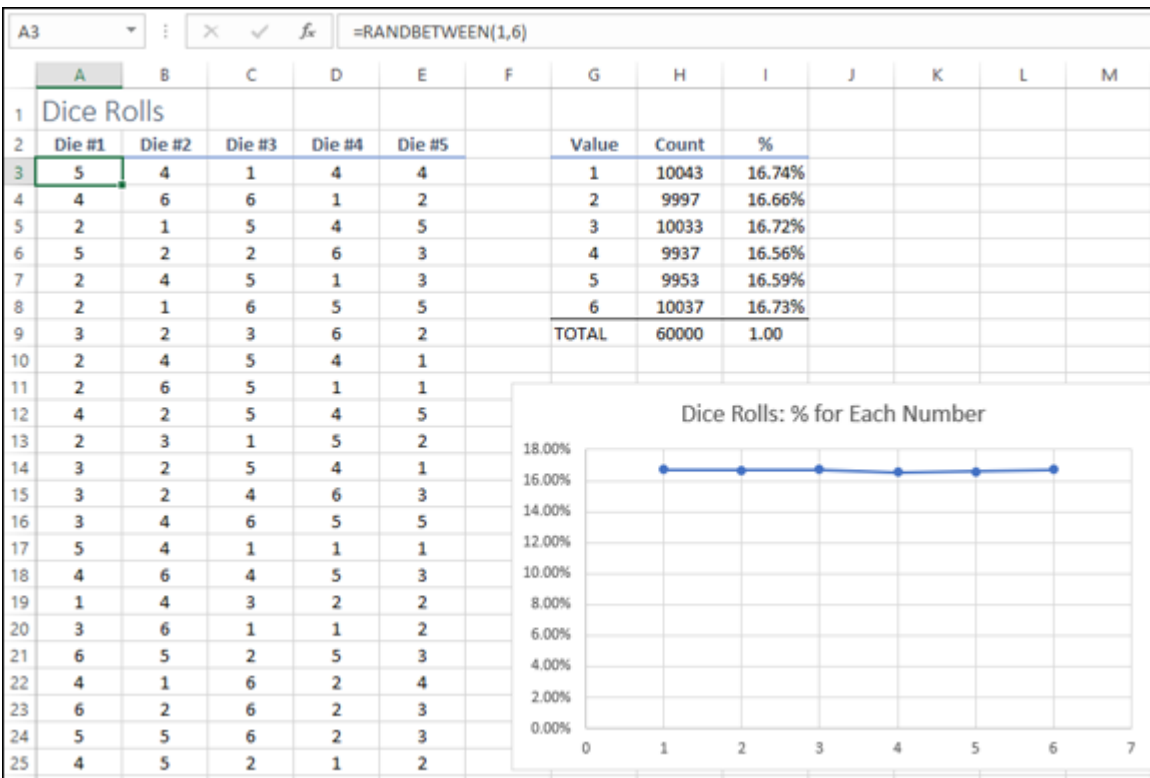 A3 fx =RANDBETWEEN(1,6)
A B C D E F G H I J K L M
1 Dice Rolls
2 Die #1 Die #2 Die #3 Die #4 Die #5 Value Count %
3 5 4 1 4 4 1 10043 16.74%
4 4 6 6 1 2 2 9997 16.66%
5 2 1 5 4 5 3 10033 16.72%
6 5 2 2 6 3 4 9937 16.56%
7 2 4 5 1 3 5 9953 16.59%
8 2 1 6 5 5 6 10037 16.73%
9 3 2 3 6 2 TOTAL 60000 1.00
10 2 4 5 4 1
11 2 6 5 1 1
12 4 2 5 4 5
13 2 3 1 5 2
14 3 2 5 4 1
15 3 2 4 6 3
16 3 4 6 5 5
17 5 4 1 1 1
18 4 6 4 5 3
19 1 4 3 2 2
20 3 6 1 1 2
21 6 5 2 5 3
22 4 1 6 2 4
23 6 2 6 2 3
24 5 5 6 2 3
25 4 5 2 1 2
Dice Rolls: % for Each Number
18.00%
16.00%
14.00%
12.00%
10.00%
8.00%
6.00%
4.00%
2.00%
0.00%
0 1 2 3 4 5 6 7